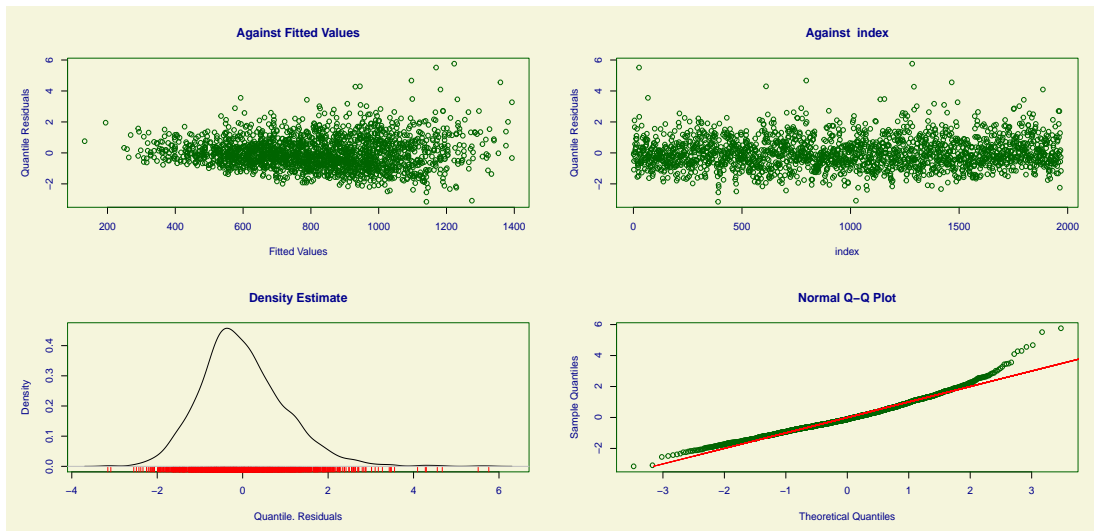 Against Fitted Values
Quantile Residuals
6
4
2
0
−2
200 400 600 800 1000 1200 1400
Fitted Values
Against index
Quantile Residuals
6
4
2
0
−2
0 500 1000 1500 2000
index
Density Estimate
Density
0.4
0.3
0.2
0.1
0.0
−4 −2 0 2 4 6
Quantile. Residuals
Normal Q−Q Plot
Sample Quantiles
6
4
2
0
−2
−3 −2 −1 0 1 2 3
Theoretical Quantiles